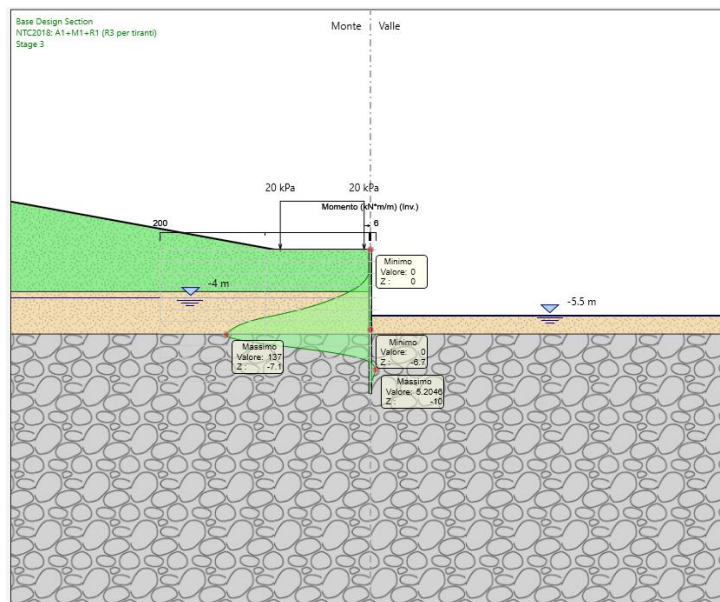 Base Design Section
NTC2018: A1+M1+R1 (R3 per tiranti)
Stage 3
Monte Valle
20 kPa 20 kPa
Momento (kN*m/m) (Inv.)
200 6
Minimo
Valore: 0
Z : 0
-4 m
-5.5 m
Minimo
Valore: 0
Z : -6.7
Massimo
Valore: 137
Z : -7.1
Massimo
Valore: 5.2046
Z : -10